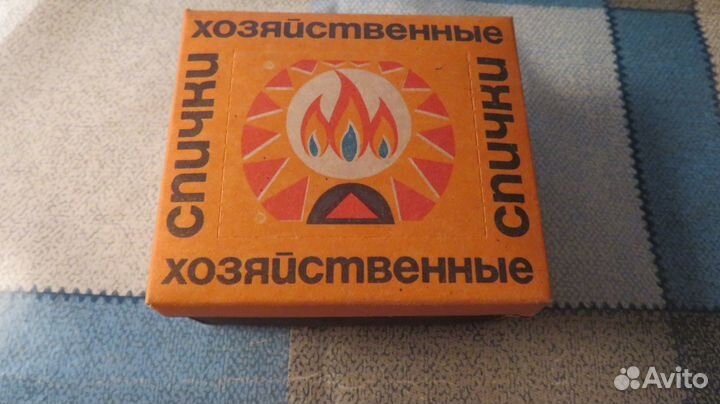 хозяйственные
спички
спички
хозяйственные
Avito